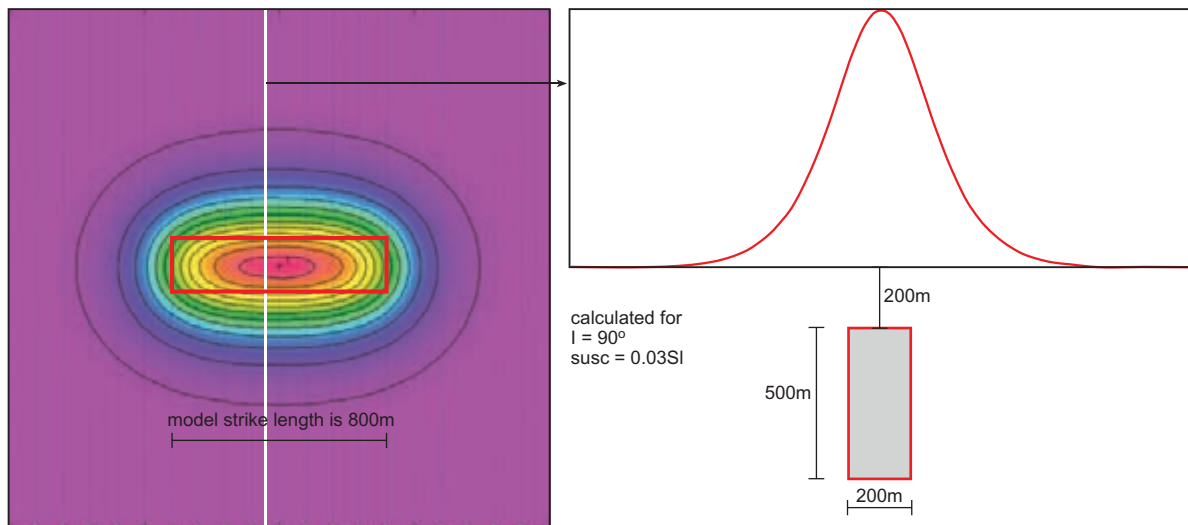 model strike length is 800m
calculated for
I = 90º
susc = 0.03SI
200m
500m
200m